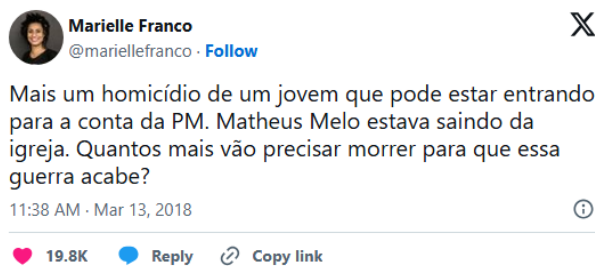 Marielle Franco
@mariellefranco · Follow
Mais um homicídio de um jovem que pode estar entrando
para a conta da PM. Matheus Melo estava saindo da
igreja. Quantos mais vão precisar morrer para que essa
guerra acabe?
11:38 AM · Mar 13, 2018
19.8K Reply Copy link